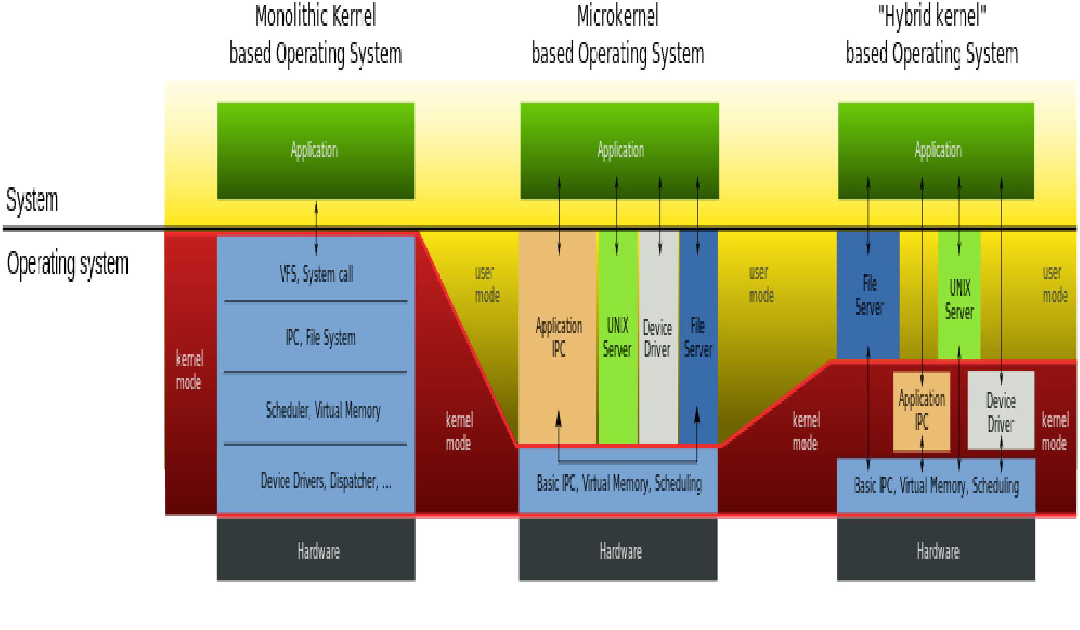 Monolithic Kernel
based Operating System
Microkernel
based Operating System
"Hybrid kernel"
based Operating System
Application
Application
Application
System
Operating system
VFS, System call
IPC, File System
Scheduler, Virtual Memory
Device Drivers, Dispatcher, ...
kernel
mode
kernel
mode
user
mode
Application
IPC
UNIX
Server
Device
Driver
File
Server
Basic IPC, Virtual Memory, Scheduling
user
mode
kernel
mode
File
Server
UNIX
Server
user
mode
Application
IPC
Device
Driver
kernel
mode
Basic IPC, Virtual Memory, Scheduling
Hardware
Hardware
Hardware